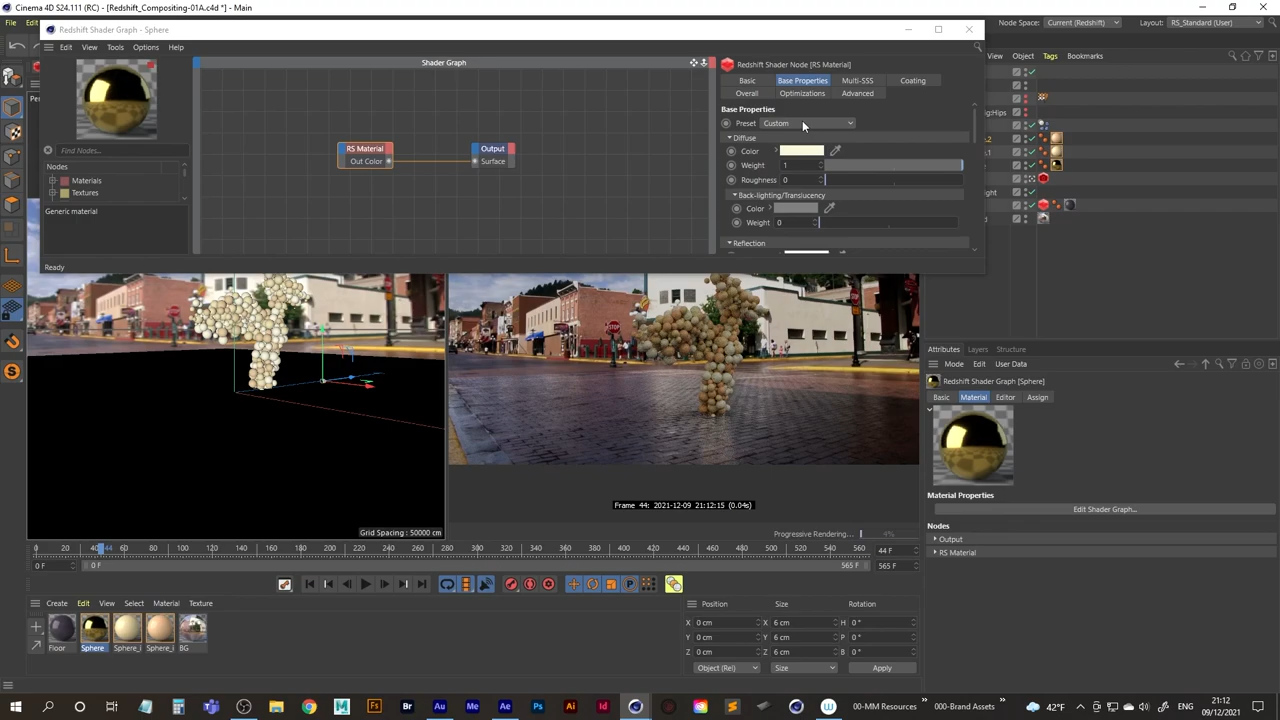 Cinema 4D S24.111 (RC) - [Redshift_Compositing-01A.c4d *] - Main
File
Node Space: Current (Redshift) Layout: RS_Standard (User)
Redshift Shader Graph - Sphere
Edit View Tools Options Help
View Object Tags Bookmarks
Shader Graph
Redshift Shader Node [RS Material]
Basic Base Properties Multi-SSS Coating
Overall Optimizations Advanced
Base Properties
Preset Custom
Diffuse
Color
Weight 1
Roughness 0
Back-lighting/Translucency
Color
Weight 0
Reflection
Find Nodes...
Nodes
Materials
Textures
Generic material
RS Material
Out Color
Output
Surface
Ready
STOP
Frame 44: 2021-12-09 21:12:15 (0.04s)
Grid Spacing : 50000 cm
Progressive Rendering... 4%
Attributes Layers Structure
Mode Edit User Data
Redshift Shader Graph [Sphere]
Basic Material Editor Assign
Material Properties
Edit Shader Graph...
Nodes
Output
RS Material
0 20 40 44 60 80 100 120 140 160 180 200 220 240 260 280 300 320 340 360 380 400 420 440 460 480 500 520 540 560
44 F
0 F 0 F 565 F 565 F
Create Edit View Select Material Texture
Floor Sphere Sphere_ Sphere_ BG
Position Size Rotation
X 0 cm X 6 cm H 0 °
Y 0 cm Y 6 cm P 0 °
Z 0 cm Z 6 cm B 0 °
Object (Rel) Size Apply
00-MM Resources 000-Brand Assets 42°F ENG 21:12 09/12/2021